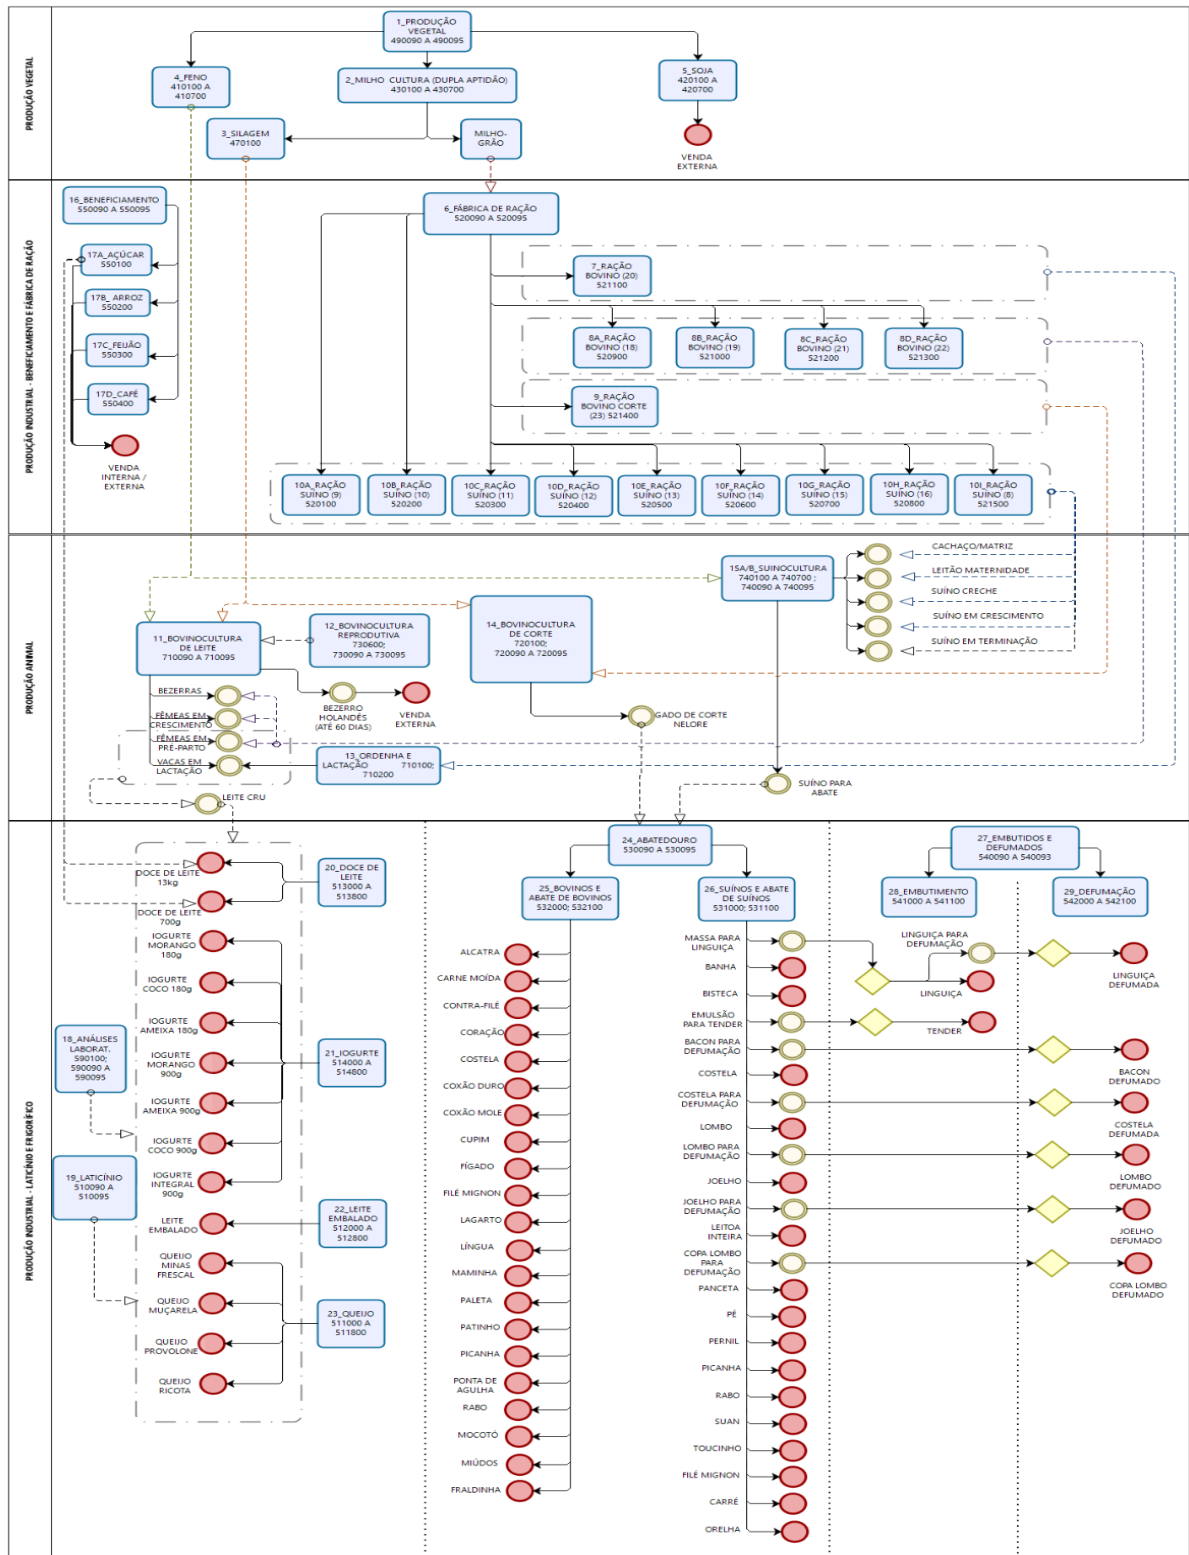 PRODUÇÃO VEGETAL
1_PRODUÇÃO
VEGETAL
490090 A 490095
4_FENO
410100 A
410700
2_MILHO CULTURA (DUPLA APTIDÃO)
430100 A 430700
5_SOJA
420100 A
420700
3_SILAGEM
470100
MILHO-
GRÃO
VENDA
EXTERNA
PRODUÇÃO INDUSTRIAL - BENEFICIAMENTO E FÁBRICA DE RAÇÃO
16_BENEFICIAMENTO
550090 A 550095
6_FÁBRICA DE RAÇÃO
520090 A 520095
17A_AÇÚCAR
550100
17B_ ARROZ
550200
17C_FEIJÃO
550300
17D_CAFÉ
550400
VENDA
INTERNA /
EXTERNA
7_RAÇÃO
BOVINO (20)
521100
8A_RAÇÃO
BOVINO (18)
520900
8B_RAÇÃO
BOVINO (19)
521000
8C_RAÇÃO
BOVINO (21)
521200
8D_RAÇÃO
BOVINO (22)
521300
9_RAÇÃO
BOVINO CORTE
(23) 521400
10A_RAÇÃO
SUÍNO (9)
520100
10B_RAÇÃO
SUÍNO (10)
520200
10C_RAÇÃO
SUÍNO (11)
520300
10D_RAÇÃO
SUÍNO (12)
520400
10E_RAÇÃO
SUÍNO (13)
520500
10F_RAÇÃO
SUÍNO (14)
520600
10G_RAÇÃO
SUÍNO (15)
520700
10H_RAÇÃO
SUÍNO (16)
520800
10I_RAÇÃO
SUÍNO (8)
521500
PRODUÇÃO ANIMAL
15A/B_SUINOCULTURA
740100 A 740700 ;
740090 A 740095
CACHAÇO/MATRIZ
LEITÃO MATERNIDADE
SUÍNO CRECHE
SUÍNO EM CRESCIMENTO
SUÍNO EM TERMINAÇÃO
11_BOVINOCULTURA
DE LEITE
710090 A 710095
12_BOVINOCULTURA
REPRODUTIVA
730600;
730090 A 730095
14_BOVINOCULTURA
DE CORTE
720100;
720090 A 720095
BEZERRAS
FÊMEAS EM
CRESCIMENTO
FÊMEAS EM
PRÉ-PARTO
VACAS EM
LACTAÇÃO
BEZERRO
HOLANDÊS
(ATÉ 60 DIAS)
VENDA
EXTERNA
GADO DE CORTE
NELORE
13_ORDENHA E
LACTAÇÃO 710100;
710200
SUÍNO PARA
ABATE
LEITE CRU
PRODUÇÃO INDUSTRIAL - LATICÍNIO E FRIGORÍFICO
DOCE DE LEITE
13kg
DOCE DE LEITE
700g
IOGURTE
MORANGO
180g
IOGURTE
COCO 180g
IOGURTE
AMEIXA 180g
IOGURTE
MORANGO
900g
IOGURTE
AMEIXA 900g
IOGURTE
COCO 900g
IOGURTE
INTEGRAL
900g
LEITE
EMBALADO
QUEIJO
MINAS
FRESCAL
QUEIJO
MUÇARELA
QUEIJO
PROVOLONE
QUEIJO
RICOTA
18_ANÁLISES
LABORAT.
590100;
590090 A
590095
19_LATICÍNIO
510090 A
510095
20_DOCE DE
LEITE
513000 A
513800
21_IOGURTE
514000 A
514800
22_LEITE
EMBALADO
512000 A
512800
23_QUEIJO
511000 A
511800
24_ABATEDOURO
530090 A 530095
25_BOVINOS E
ABATE DE BOVINOS
532000; 532100
26_SUÍNOS E ABATE
DE SUÍNOS
531000; 531100
ALCATRA
CARNE MOÍDA
CONTRA-FILÉ
CORAÇÃO
COSTELA
COXÃO DURO
COXÃO MOLE
CUPIM
FÍGADO
FILÉ MIGNON
LAGARTO
LÍNGUA
MAMINHA
PALETA
PATINHO
PICANHA
PONTA DE
AGULHA
RABO
MOCOTÓ
MIÚDOS
FRALDINHA
MASSA PARA
LINGUIÇA
BANHA
BISTECA
EMULSÃO
PARA TENDER
BACON PARA
DEFUMAÇÃO
COSTELA
COSTELA PARA
DEFUMAÇÃO
LOMBO
LOMBO PARA
DEFUMAÇÃO
JOELHO
JOELHO PARA
DEFUMAÇÃO
LEITOA
INTEIRA
COPA LOMBO
PARA
DEFUMAÇÃO
PANCETA
PÉ
PERNIL
PICANHA
RABO
SUAN
TOUCINHO
FILÉ MIGNON
CARRÉ
ORELHA
27_EMBUTIDOS E
DEFUMADOS
540090 A 540093
28_EMBUTIMENTO
541000 A 541100
29_DEFUMAÇÃO
542000 A 542100
LINGUIÇA PARA
DEFUMAÇÃO
LINGUIÇA
TENDER
LINGUIÇA
DEFUMADA
BACON
DEFUMADO
COSTELA
DEFUMADA
LOMBO
DEFUMADO
JOELHO
DEFUMADO
COPA LOMBO
DEFUMADO